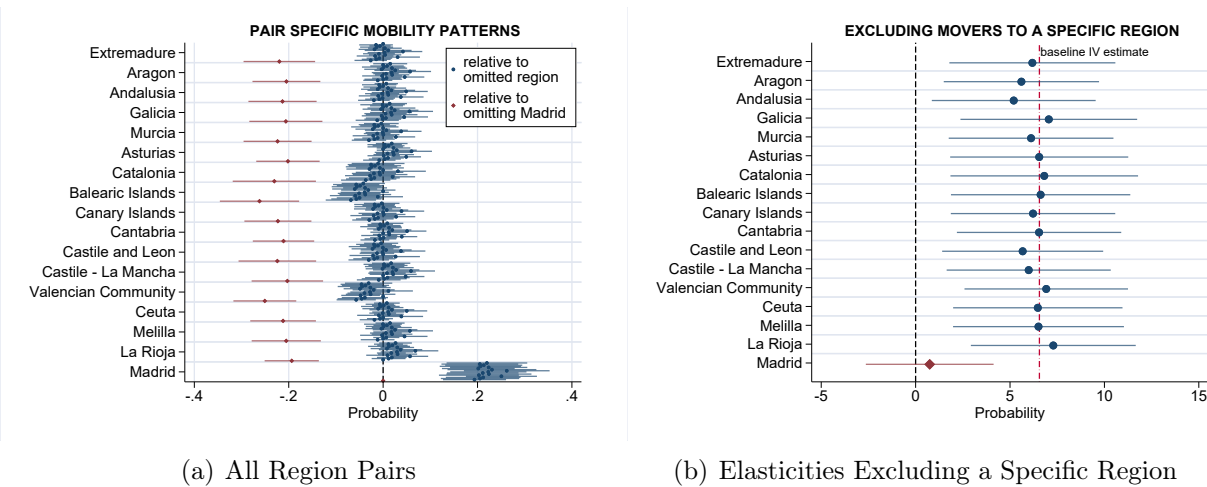 PAIR SPECIFIC MOBILITY PATTERNS
Extremadure
Aragon
Andalusia
Galicia
Murcia
Asturias
Catalonia
Balearic Islands
Canary Islands
Cantabria
Castile and Leon
Castile - La Mancha
Valencian Community
Ceuta
Melilla
La Rioja
Madrid
relative to
omitted region
relative to
omitting Madrid
-.4 -.2 0 .2 .4
Probability
(a) All Region Pairs
EXCLUDING MOVERS TO A SPECIFIC REGION
baseline IV estimate
Extremadure
Aragon
Andalusia
Galicia
Murcia
Asturias
Catalonia
Balearic Islands
Canary Islands
Cantabria
Castile and Leon
Castile - La Mancha
Valencian Community
Ceuta
Melilla
La Rioja
Madrid
-5 0 5 10 15
Probability
(b) Elasticities Excluding a Specific Region